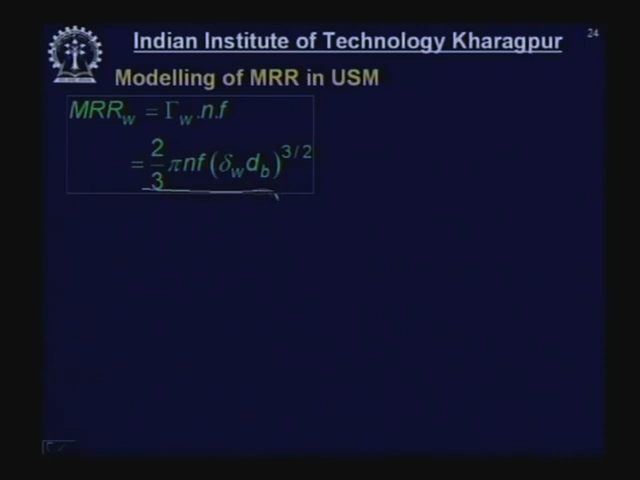 Indian Institute of Technology Kharagpur
24
Modelling of MRR in USM
MRR_w = Γ_w .n.f
= 2/3 πnf (δ_w d_b)^3/2